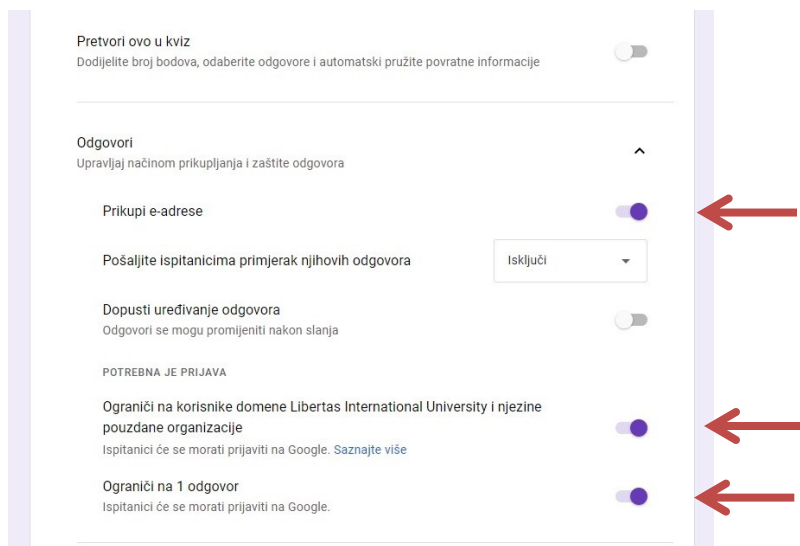 Pretvori ovo u kviz
Dodijelite broj bodova, odaberite odgovore i automatski pružite povratne informacije
Odgovori
Upravljaj načinom prikupljanja i zaštite odgovora
Prikupi e-adrese
Pošaljite ispitanicima primjerak njihovih odgovora
Isključi
Dopusti uređivanje odgovora
Odgovori se mogu promijeniti nakon slanja
POTREBNA JE PRIJAVA
Ograniči na korisnike domene Libertas International University i njezine
pouzdane organizacije
Ispitanici će se morati prijaviti na Google. Saznajte više
Ograniči na 1 odgovor
Ispitanici će se morati prijaviti na Google.